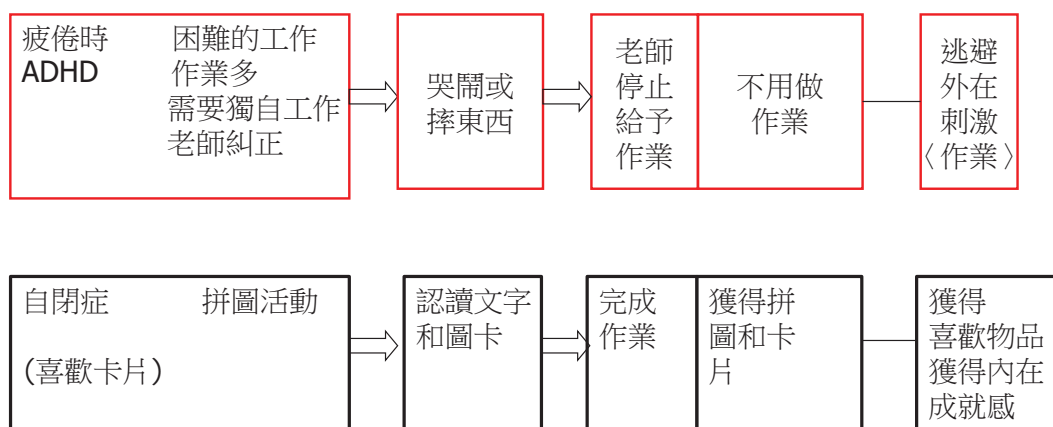 疲倦時 困難的工作
ADHD 作業多
需要獨自工作
老師糾正
哭鬧或
摔東西
老師
停止
給予
作業
不用做
作業
逃避
外在
刺激
〈作業〉
自閉症 拼圖活動
(喜歡卡片)
認讀文字
和圖卡
完成
作業
獲得拼
圖和卡
片
獲得
喜歡物品
獲得內在
成就感